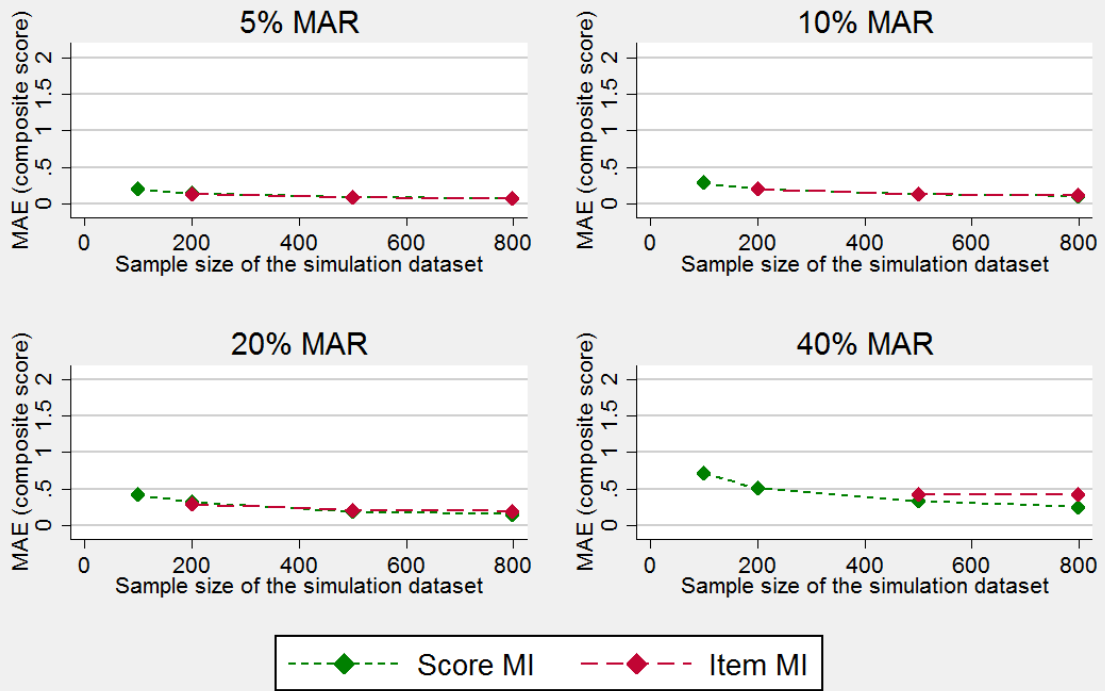 5% MAR
MAE (composite score)
2
1.5
1
.5
0
0 200 400 600 800
Sample size of the simulation dataset
10% MAR
MAE (composite score)
2
1.5
1
.5
0
0 200 400 600 800
Sample size of the simulation dataset
20% MAR
MAE (composite score)
2
1.5
1
.5
0
0 200 400 600 800
Sample size of the simulation dataset
40% MAR
MAE (composite score)
2
1.5
1
.5
0
0 200 400 600 800
Sample size of the simulation dataset
Score MI Item MI